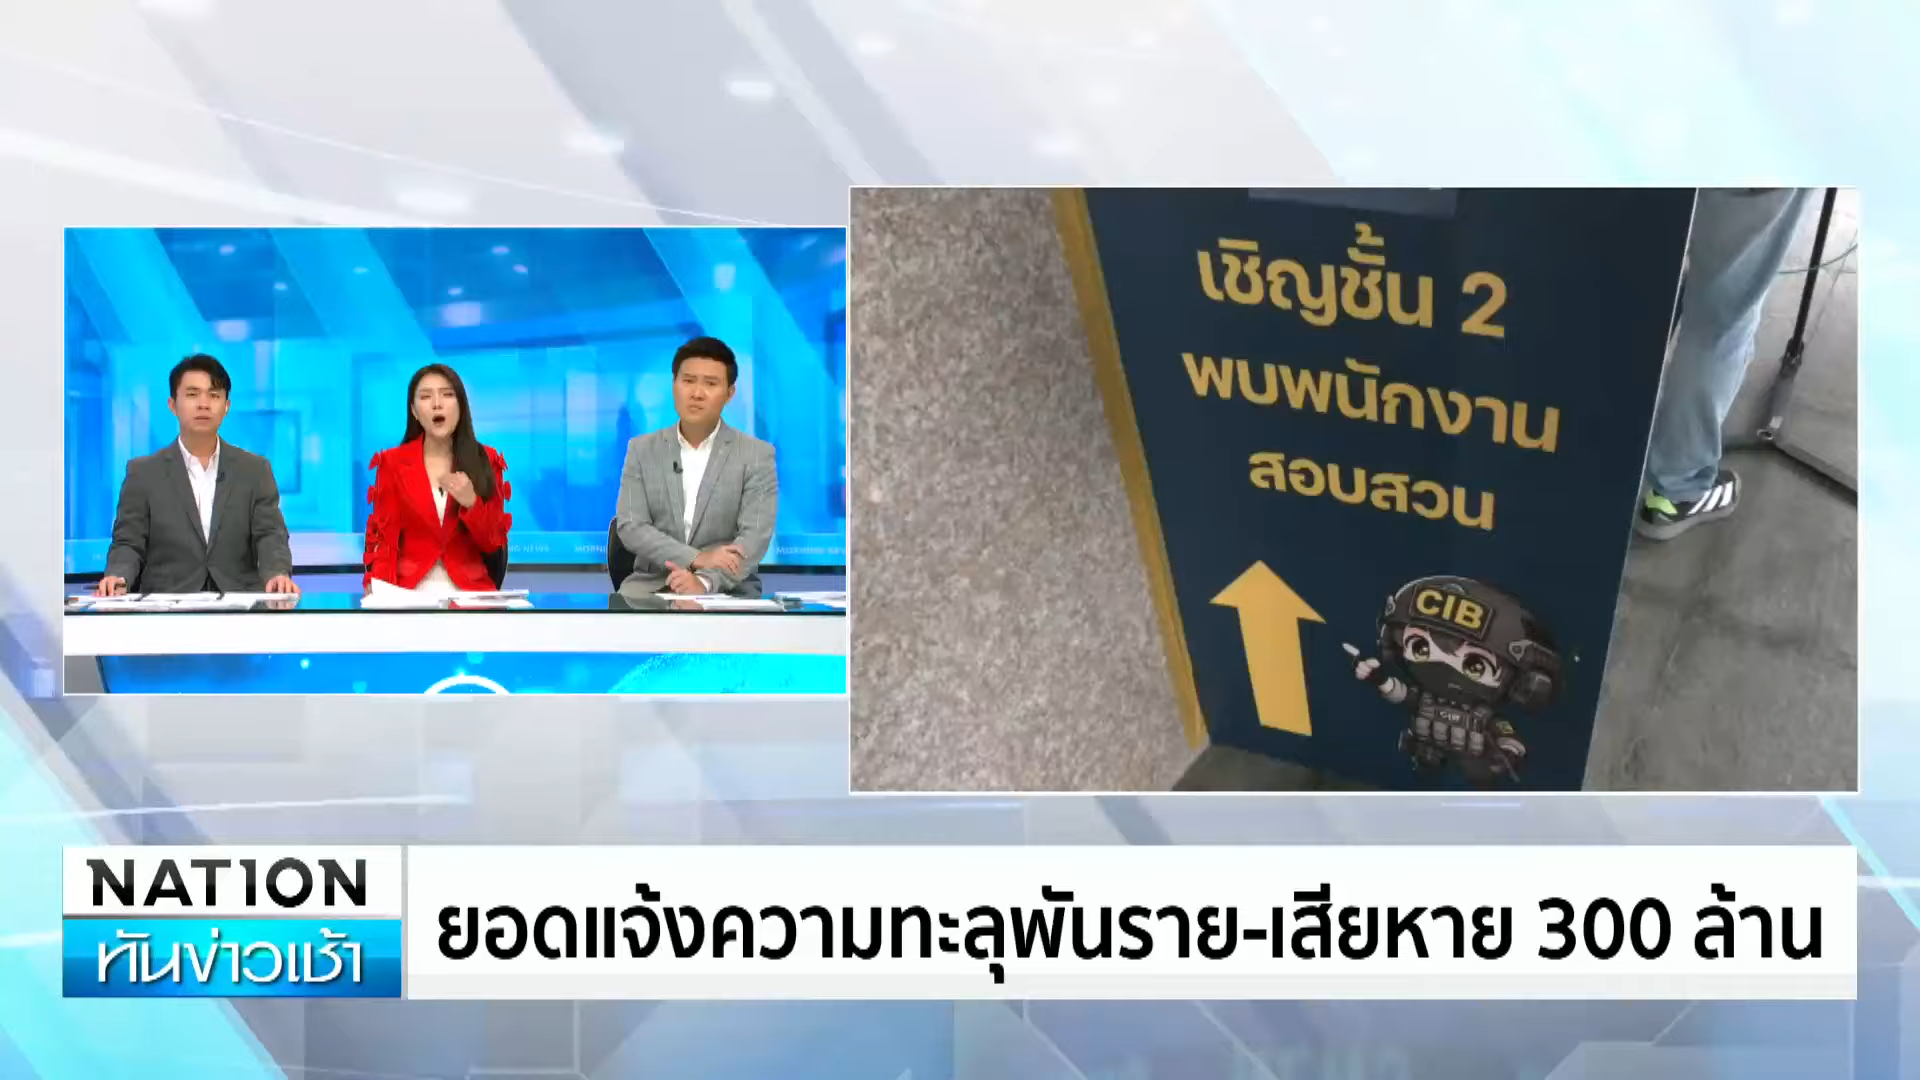 เชิญชั้น 2
พบพนักงาน
สอบสวน
CIB
NATION
ทันข่าวเช้า
ยอดแจ้งความทะลุพันราย-เสียหาย 300 ล้าน